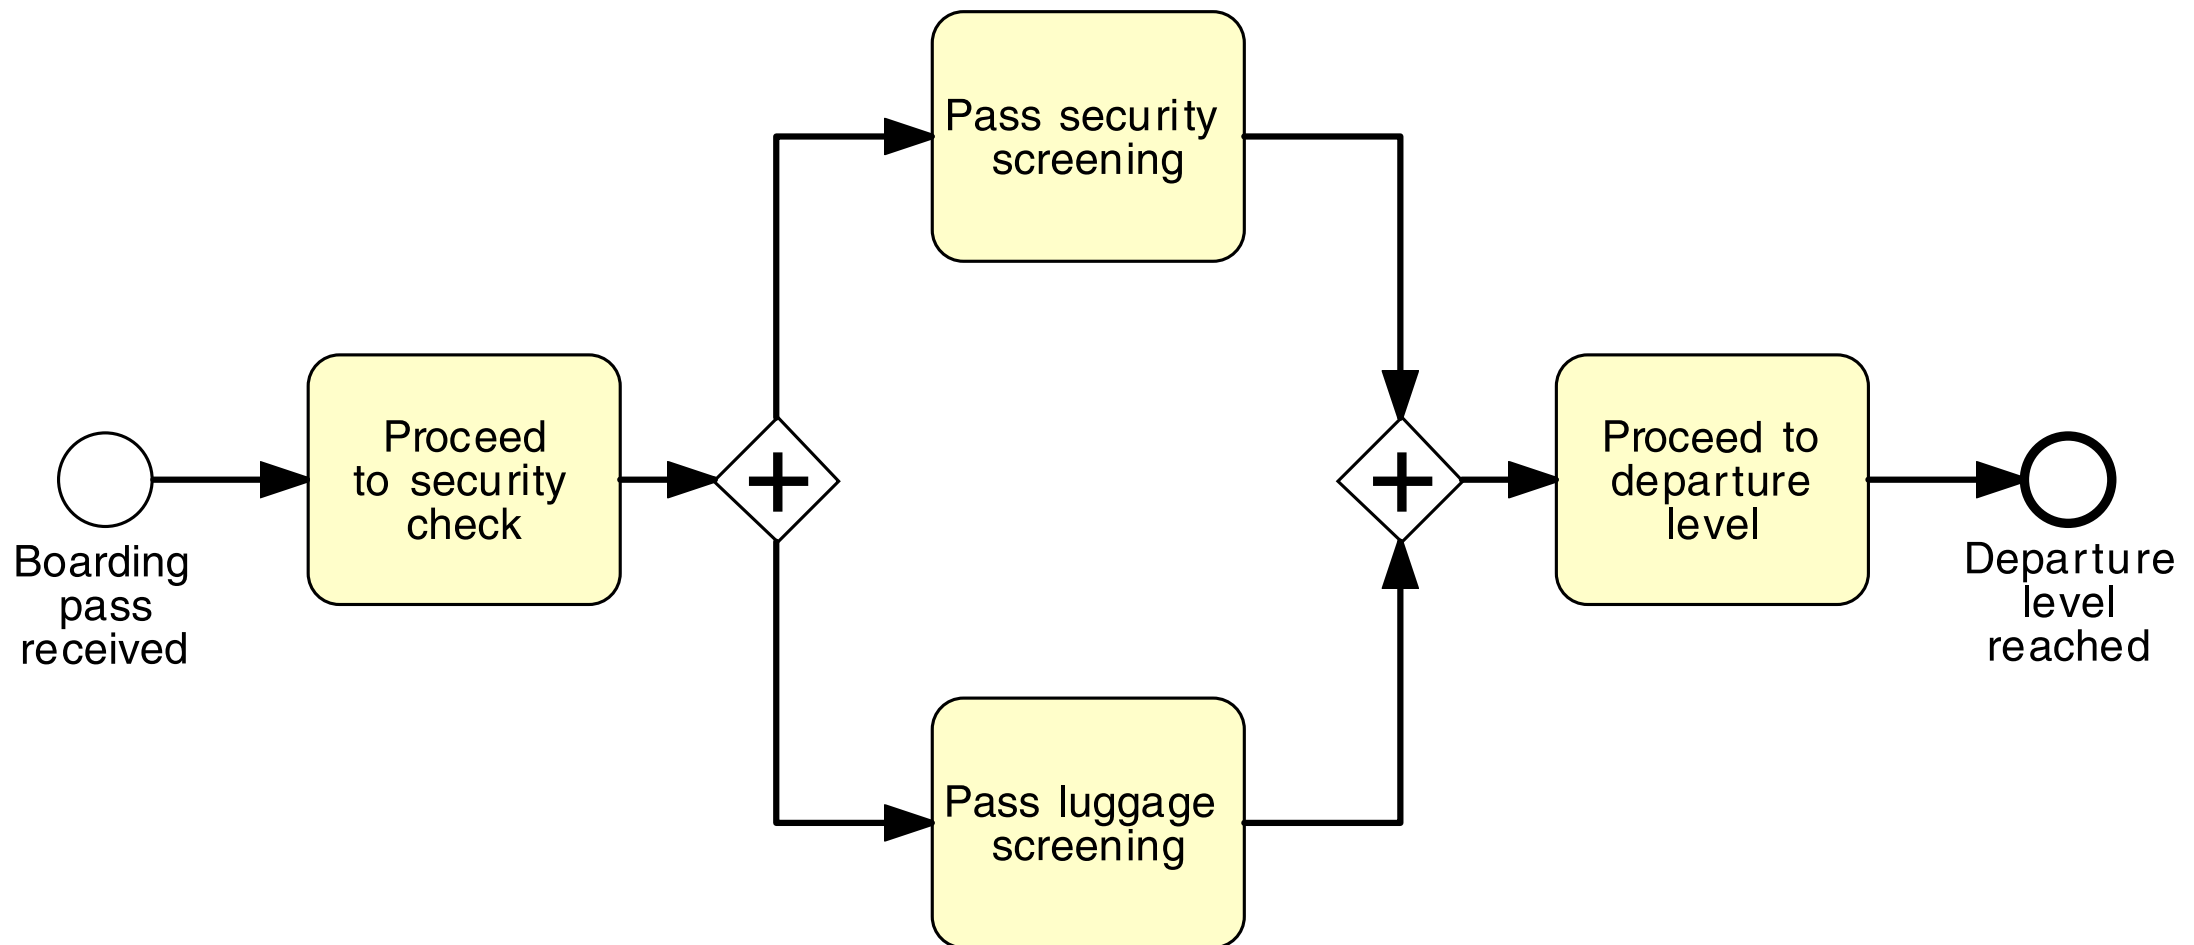 Boarding
pass
received
Proceed
to security
check
Pass security
screening
Pass luggage
screening
Proceed to
departure
level
Departure
level
reached